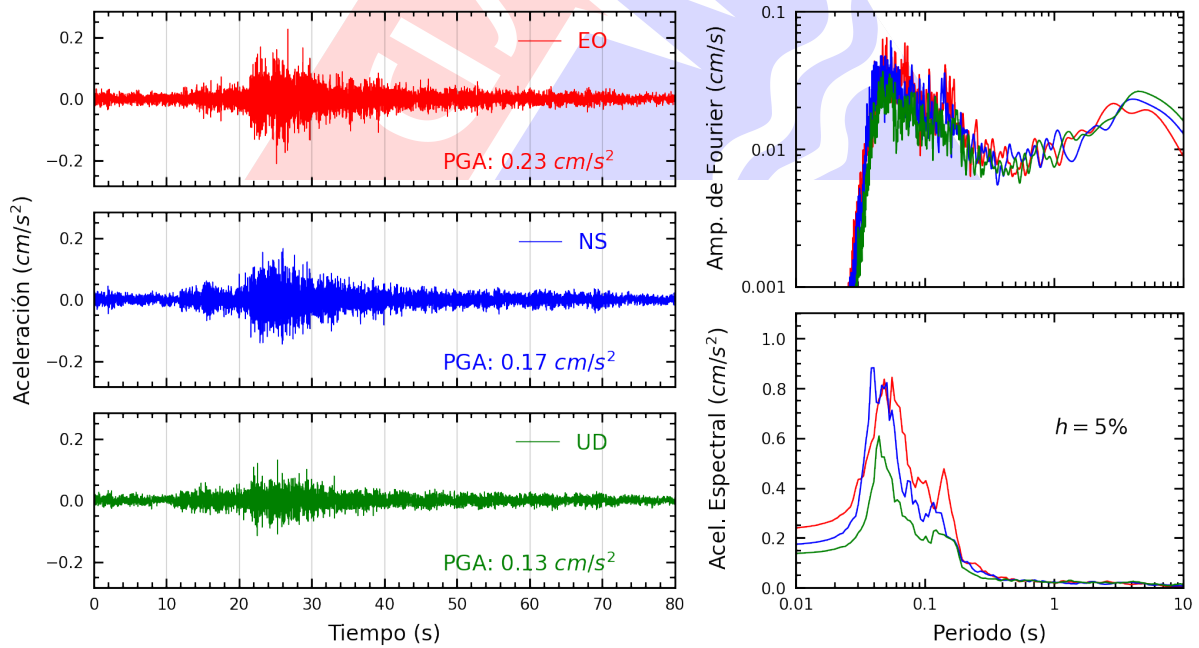 Aceleración (cm/s²)
0.2
0.0
−0.2
EO
PGA: 0.23 cm/s²
0.2
0.0
−0.2
NS
PGA: 0.17 cm/s²
0.2
0.0
−0.2
UD
PGA: 0.13 cm/s²
0 10 20 30 40 50 60 70 80
Tiempo (s)
Amp. de Fourier (cm/s)
0.1
0.01
0.001
Acel. Espectral (cm/s²)
1.0
0.8
0.6
0.4
0.2
0.0
h = 5%
0.01 0.1 1 10
Periodo (s)